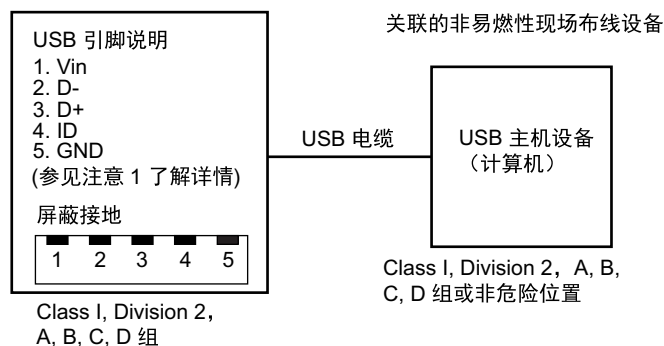 关联的非易燃性现场布线设备
USB 引脚说明
1. Vin
2. D-
3. D+
4. ID
5. GND
(参见注意 1 了解详情)
屏蔽接地
1 2 3 4 5
Class I, Division 2，
A, B, C, D 组
USB 电缆
USB 主机设备
（计算机）
Class I, Division 2，A, B,
C, D 组或非危险位置